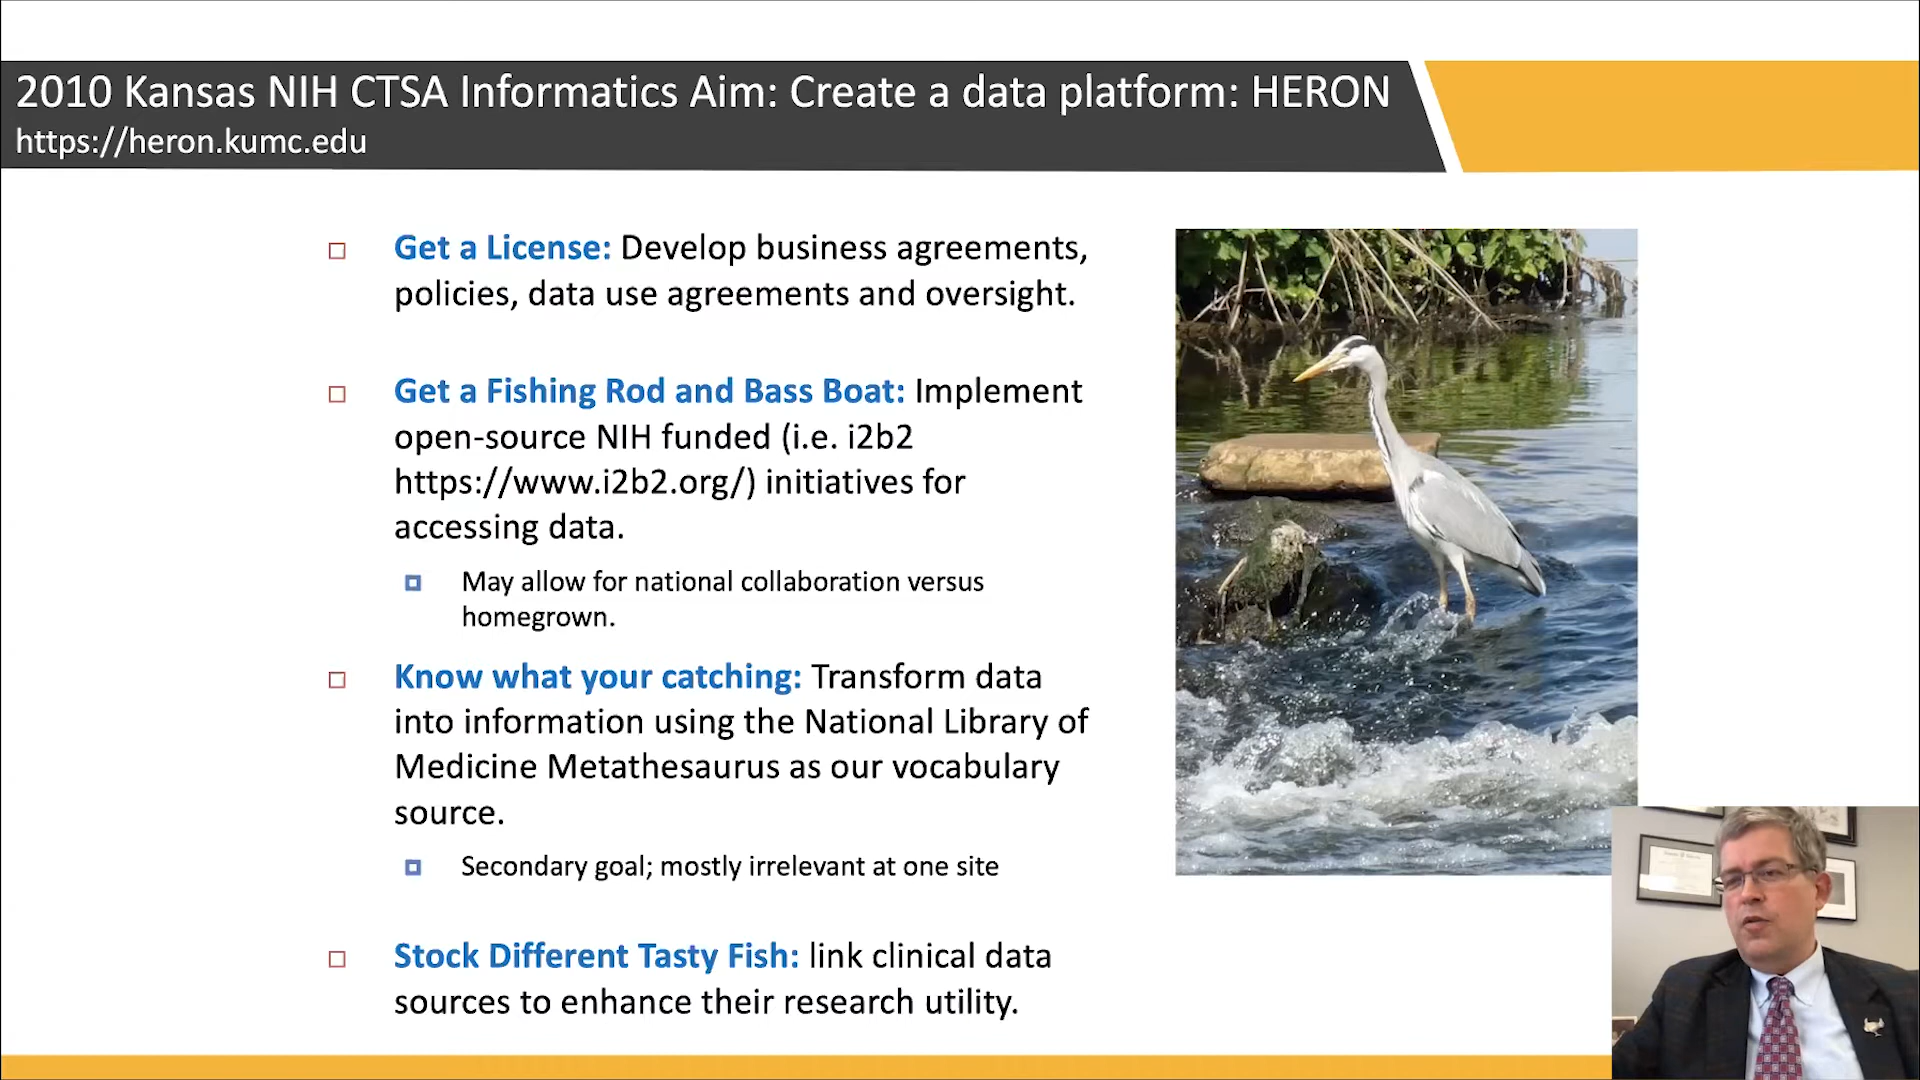 2010 Kansas NIH CTSA Informatics Aim: Create a data platform: HERON
https://heron.kumc.edu
Get a License: Develop business agreements,
policies, data use agreements and oversight.
Get a Fishing Rod and Bass Boat: Implement
open-source NIH funded (i.e. i2b2
https://www.i2b2.org/) initiatives for
accessing data.
May allow for national collaboration versus
homegrown.
Know what your catching: Transform data
into information using the National Library of
Medicine Metathesaurus as our vocabulary
source.
Secondary goal; mostly irrelevant at one site
Stock Different Tasty Fish: link clinical data
sources to enhance their research utility.